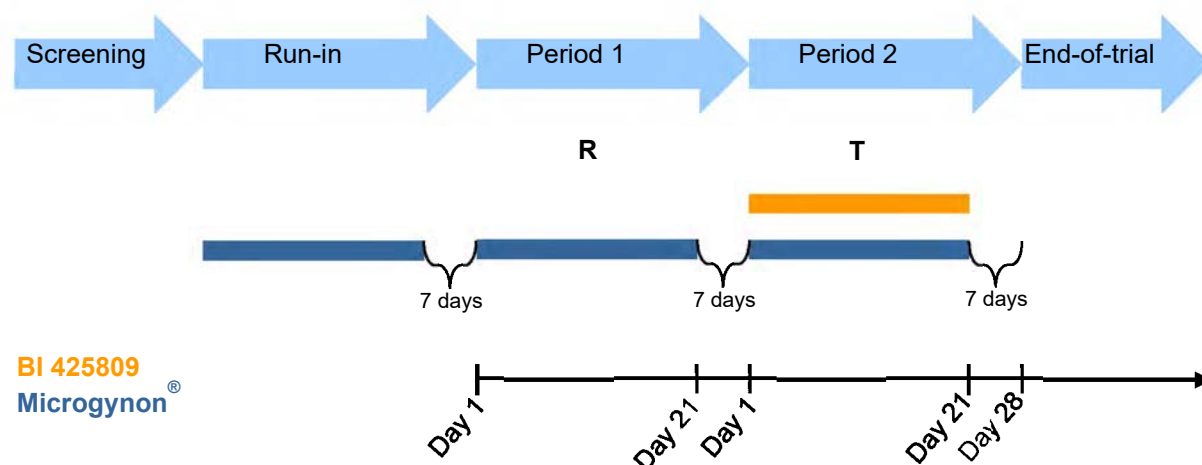 Screening Run-in Period 1 Period 2 End-of-trial
R T
7 days 7 days 7 days
BI 425809
Microgynon®
Day 1 Day 21 Day 1 Day 21 Day 28